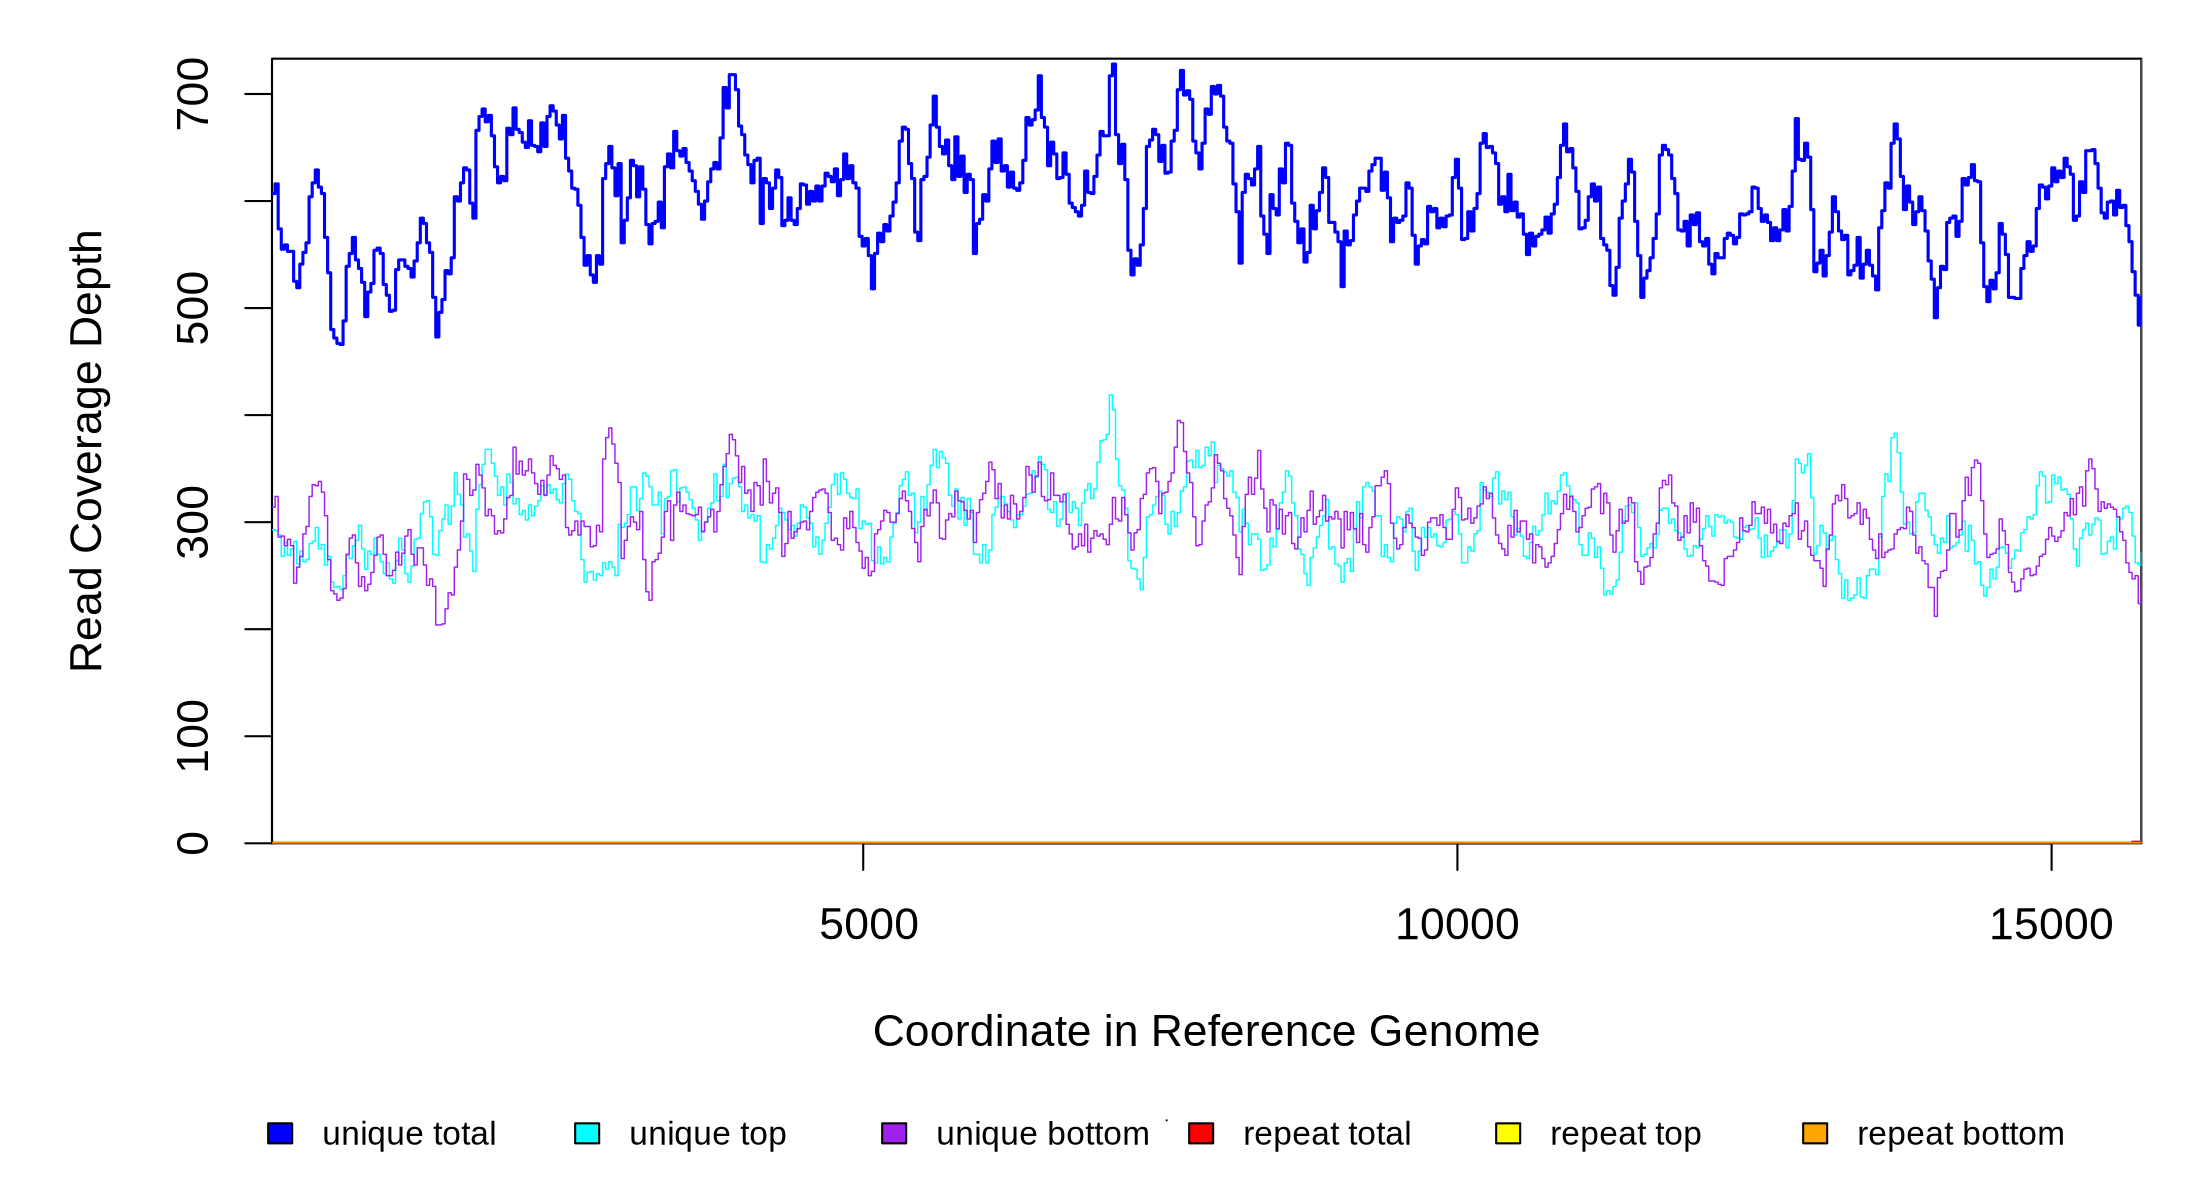 700
500
300
100
0
Read Coverage Depth
5000 10000 15000
Coordinate in Reference Genome
unique total unique top unique bottom repeat total repeat top repeat bottom